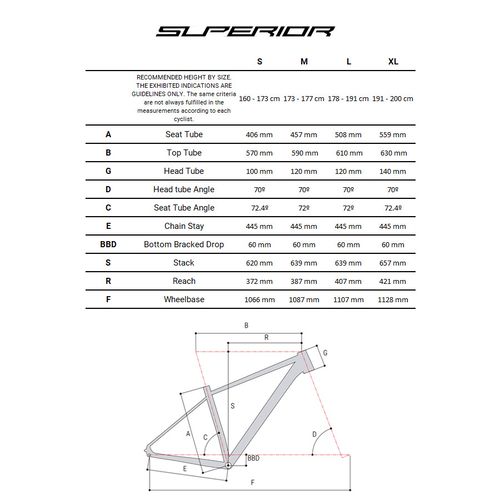 SUPERIOR
S M L XL
RECOMMENDED HEIGHT BY SIZE.
THE EXHIBITED INDICATIONS ARE
GUIDELINES ONLY. The same criteria
are not always fulfilled in the
measurements according to each
cyclist.
160 - 173 cm 173 - 177 cm 178 - 191 cm 191 - 200 cm
A Seat Tube 406 mm 457 mm 508 mm 559 mm
B Top Tube 570 mm 590 mm 610 mm 630 mm
G Head Tube 100 mm 120 mm 120 mm 140 mm
D Head tube Angle 70º 70º 70º 70º
C Seat Tube Angle 72.4º 72º 72º 72.4º
E Chain Stay 445 mm 445 mm 445 mm 445 mm
BBD Bottom Bracked Drop 60 mm 60 mm 60 mm 60 mm
S Stack 620 mm 639 mm 639 mm 657 mm
R Reach 372 mm 387 mm 407 mm 421 mm
F Wheelbase 1066 mm 1087 mm 1107 mm 1128 mm
B
R
G
S
A
C
D
BBD
E
F